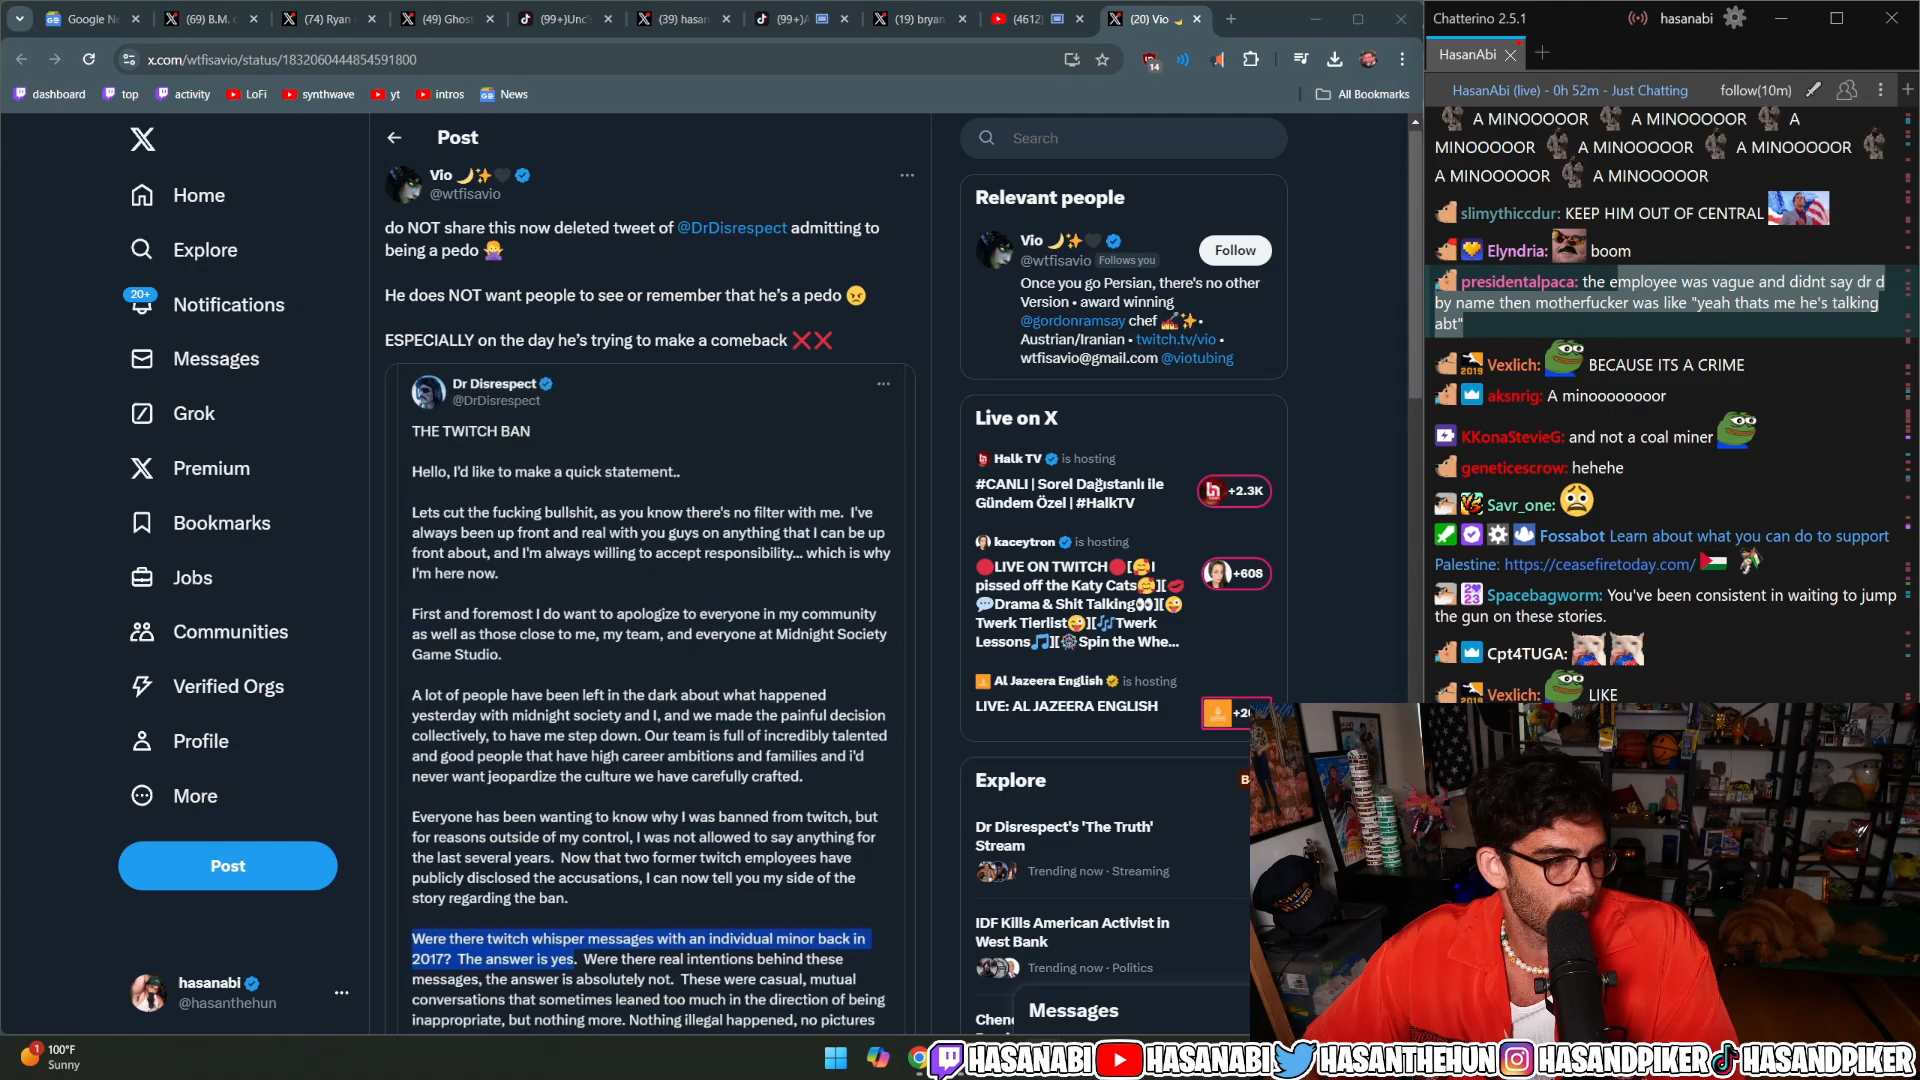 Google Ne
(69) B.M. o
(74) Ryan
(49) Ghost
(99+)Unc'
(39) hasan
(99+)A
(19) bryan
(4612)
(20) Vio
x.com/wtfisavio/status/1832060444854591800
14
dashboard
top
activity
LoFi
synthwave
yt
intros
News
All Bookmarks
Home
Explore
20+
Notifications
Messages
Grok
Jobs
Premium
Bookmarks
Communities
Verified Orgs
Profile
More
Post
hasanabi
@hasanthehun
Post
Vio
@wtfisavio
do NOT share this now deleted tweet of @DrDisrespect admitting to
being a pedo
He does NOT want people to see or remember that he's a pedo
ESPECIALLY on the day he's trying to make a comeback
Dr Disrespect
@DrDisrespect
THE TWITCH BAN
Hello, I'd like to make a quick statement..
Lets cut the fucking bullshit, as you know there's no filter with me. I've
always been up front and real with you guys on anything that I can be up
front about, and I'm always willing to accept responsibility... which is why
I'm here now.
First and foremost I do want to apologize to everyone in my community
as well as those close to me, my team, and everyone at Midnight Society
Game Studio.
A lot of people have been left in the dark about what happened
yesterday with midnight society and I, and we made the painful decision
collectively, to have me step down. Our team is full of incredibly talented
and good people that have high career ambitions and families and i'd
never want jeopardize the culture we have carefully crafted.
Everyone has been wanting to know why I was banned from twitch, but
for reasons outside of my control, I was not allowed to say anything for
the last several years. Now that two former twitch employees have
publicly disclosed the accusations, I can now tell you my side of the
story regarding the ban.
Were there twitch whisper messages with an individual minor back in
2017? The answer is yes. Were there real intentions behind these
messages, the answer is absolutely not. These were casual, mutual
conversations that sometimes leaned too much in the direction of being
inappropriate, but nothing more. Nothing illegal happened, no pictures
Search
Relevant people
Vio
@wtfisavio Follows you
Follow
Once you go Persian, there's no other
Version • award winning
@gordonramsay chef •
Austrian/Iranian • twitch.tv/vio •
wtfisavio@gmail.com @viotubing
Live on X
Halk TV is hosting
#CANLI | Sorel Dağıstanlı ile
Gündem Özel | #HalkTV
+2.3K
kaceytron is hosting
LIVE ON TWITCH[I
pissed off the Katy Cats][
Drama & Shit Talking][
Twerk Tierlist][Twerk
Lessons][Spin the Whe...
+608
Al Jazeera English is hosting
LIVE: AL JAZEERA ENGLISH
Explore
Dr Disrespect's 'The Truth'
Stream
Trending now · Streaming
IDF Kills American Activist in
West Bank
Trending now · Politics
Messages
Chatterino 2.5.1
hasanabi
HasanAbi
HasanAbi (live) - 0h 52m - Just Chatting
follow(10m)
A MINOOOOOR A MINOOOOOR A
MINOOOOOR A MINOOOOOR A MINOOOOOR
A MINOOOOOR A MINOOOOOR
slimythiccdur: KEEP HIM OUT OF CENTRAL
Elyndria: boom
presidentalpaca: the employee was vague and didnt say dr d
by name then motherfucker was like "yeah thats me he's talking
abt"
2019 Vexlich: BECAUSE ITS A CRIME
aksnrig: A minooooooooor
KKonaStevieG: and not a coal miner
geneticescrow: hehehe
Savr_one:
Fossabot Learn about what you can do to support
Palestine: https://ceasefiretoday.com/
Spacebagworm: You've been consistent in waiting to jump
the gun on these stories.
Cpt4TUGA:
2019 Vexlich: LIKE
1
100°F
Sunny
HASANABI HASANABI HASANTHEHUN HASANDPIKER HASANDPIKER